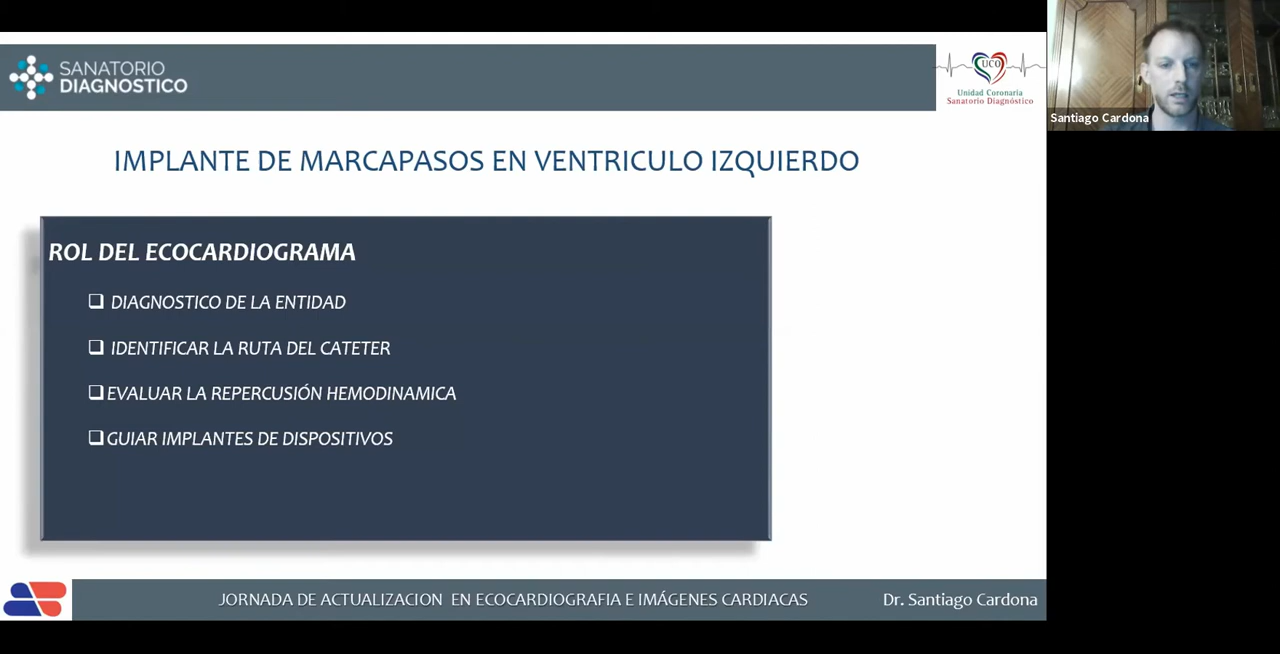 SANATORIO
DIAGNOSTICO
UCO
Unidad Coronaria
Sanatorio Diagnóstico
Santiago Cardona
IMPLANTE DE MARCAPASOS EN VENTRICULO IZQUIERDO
ROL DEL ECOCARDIOGRAMA
❑ DIAGNOSTICO DE LA ENTIDAD
❑ IDENTIFICAR LA RUTA DEL CATETER
❑ EVALUAR LA REPERCUSIÓN HEMODINAMICA
❑ GUIAR IMPLANTES DE DISPOSITIVOS
JORNADA DE ACTUALIZACION EN ECOCARDIOGRAFIA E IMÁGENES CARDIACAS
Dr. Santiago Cardona